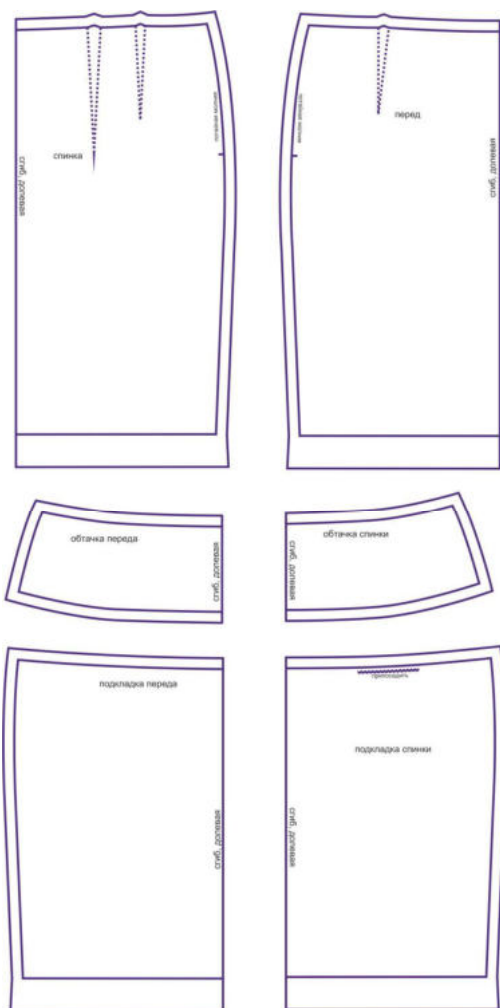 спинка
сгиб, долевая
перед
сгиб, долевая
обтачка переда
сгиб, долевая
обтачка спинки
сгиб, долевая
подкладка переда
сгиб, долевая
припосадить
подкладка спинки
сгиб, долевая